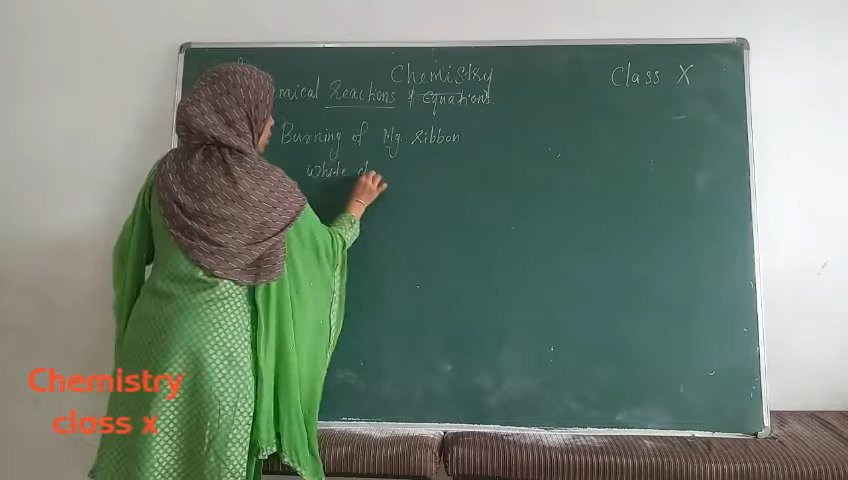 Chemistry
Class X
mical Reactions & Equations.
Burning of Mg. Ribbon
white d
Chemistry
class x